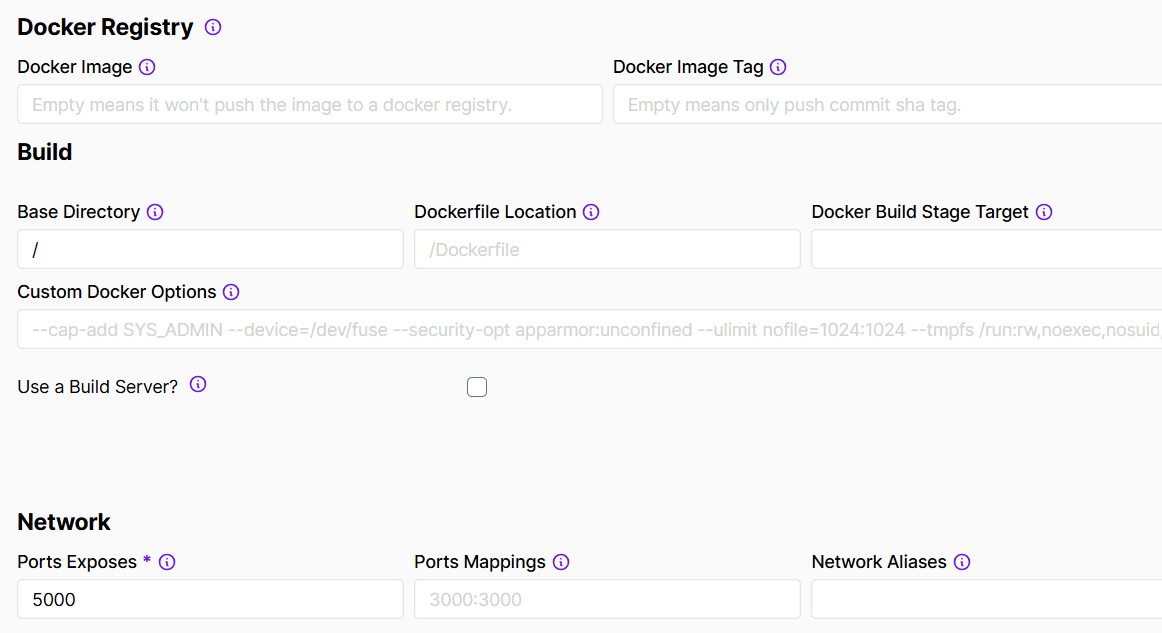 Docker Registry
Docker Image Docker Image Tag
Empty means it won't push the image to a docker registry. Empty means only push commit sha tag.
Build
Base Directory Dockerfile Location Docker Build Stage Target
/ /Dockerfile
Custom Docker Options
--cap-add SYS_ADMIN --device=/dev/fuse --security-opt apparmor:unconfined --ulimit nofile=1024:1024 --tmpfs /run:rw,noexec,nosuid,
Use a Build Server?
Network
Ports Exposes * Ports Mappings Network Aliases
5000 3000:3000